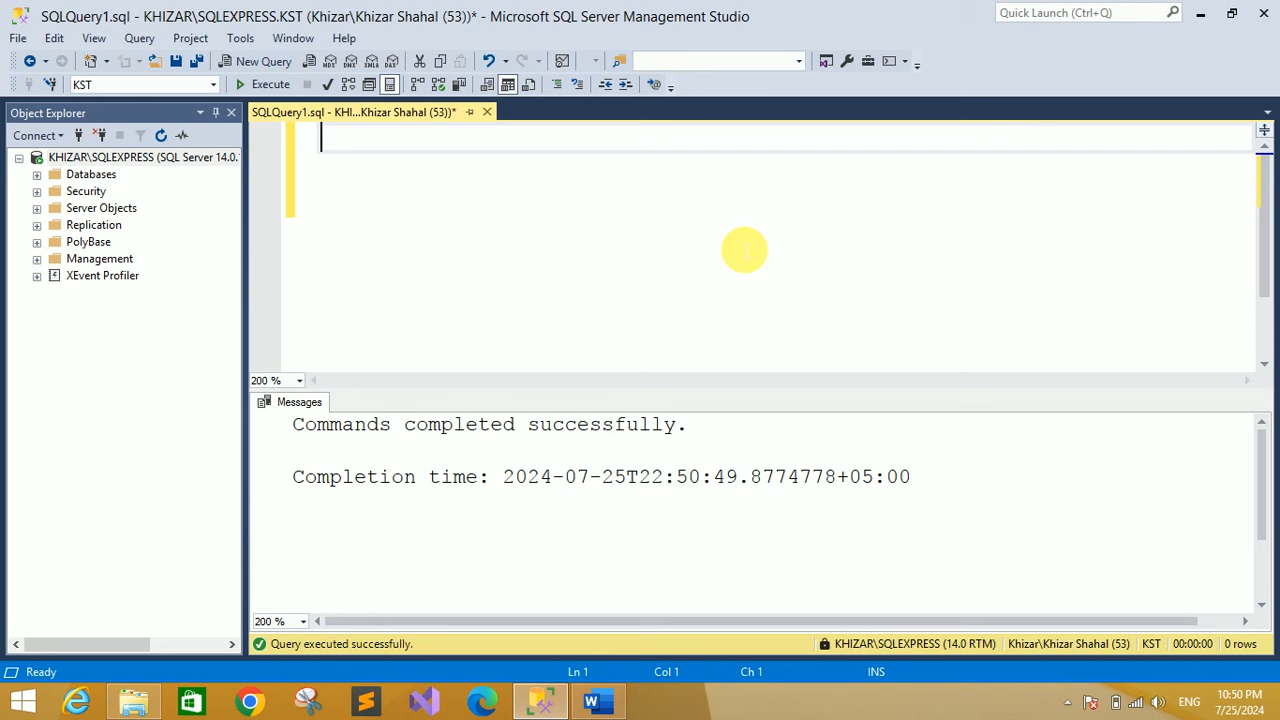 SQLQuery1.sql - KHIZAR\SQLEXPRESS.KST (Khizar\Khizar Shahal (53))* - Microsoft SQL Server Management Studio
Quick Launch (Ctrl+Q)
File Edit View Query Project Tools Window Help
New Query
MDX DMX XMLA DAX
KST
Execute
Object Explorer
SQLQuery1.sql - KHI...Khizar Shahal (53))*
Connect
KHIZAR\SQLEXPRESS (SQL Server 14.0.
Databases
Security
Server Objects
Replication
PolyBase
Management
XEvent Profiler
200 %
Messages
Commands completed successfully.
Completion time: 2024-07-25T22:50:49.8774778+05:00
200 %
Query executed successfully.
KHIZAR\SQLEXPRESS (14.0 RTM)
Khizar\Khizar Shahal (53)
KST
00:00:00
0 rows
Ready
Ln 1
Col 1
Ch 1
INS
ENG
10:50 PM
7/25/2024